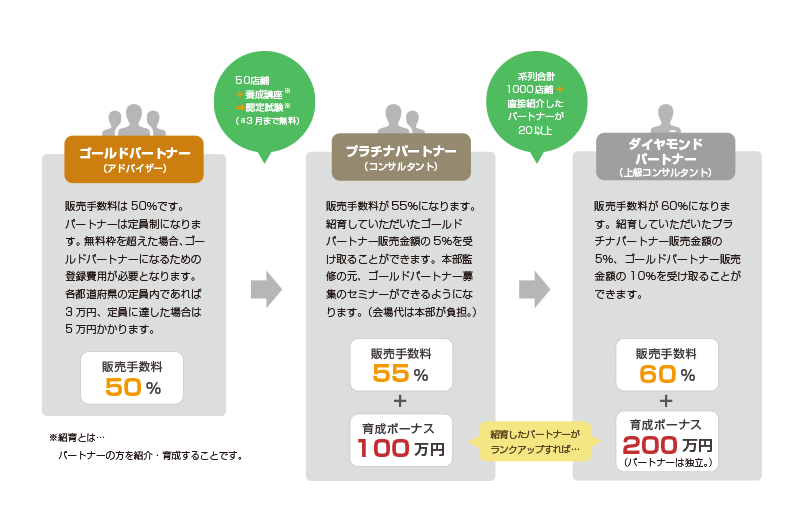 ゴールドパートナー
（アドバイザー）
販売手数料は50%です。
パートナーは定員制になりま
す。無料枠を超えた場合、ゴー
ルドパートナーになるための
登録費用が必要となります。
各都道府県の定員内であれば
3万円、定員に達した場合は
5万円かかります。
販売手数料
50%
※紹育とは…
パートナーの方を紹介・育成することです。
50店舗
＋養成講座※
➡認定試験※
（※3月まで無料）
プラチナパートナー
（コンサルタント）
販売手数料が55%になります。
紹育していただいたゴールド
パートナー販売金額の5%を受
け取ることができます。本部監
修の元、ゴールドパートナー募
集のセミナーができるようにな
ります。（会場代は本部が負担。）
販売手数料
55%
＋
育成ボーナス
100万円
系列合計
1000店舗＋
直接紹介した
パートナーが
20以上
紹育したパートナーが
ランクアップすれば…
ダイヤモンド
パートナー
（上級コンサルタント）
販売手数料が60%になりま
す。紹育していただいたプラ
チナパートナー販売金額の
5%、ゴールドパートナー販売
金額の10%を受け取ることが
できます。
販売手数料
60%
＋
育成ボーナス
200万円
（パートナーは独立。）